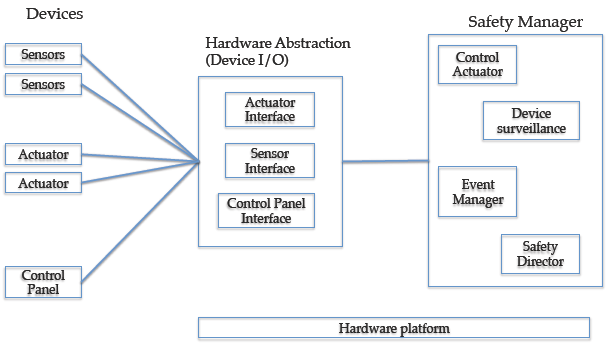 Devices
Sensors
Sensors
Actuator
Actuator
Control
Panel
Hardware Abstraction
(Device I/O)
Actuator
Interface
Sensor
Interface
Control Panel
Interface
Safety Manager
Control
Actuator
Device
surveillance
Event
Manager
Safety
Director
Hardware platform